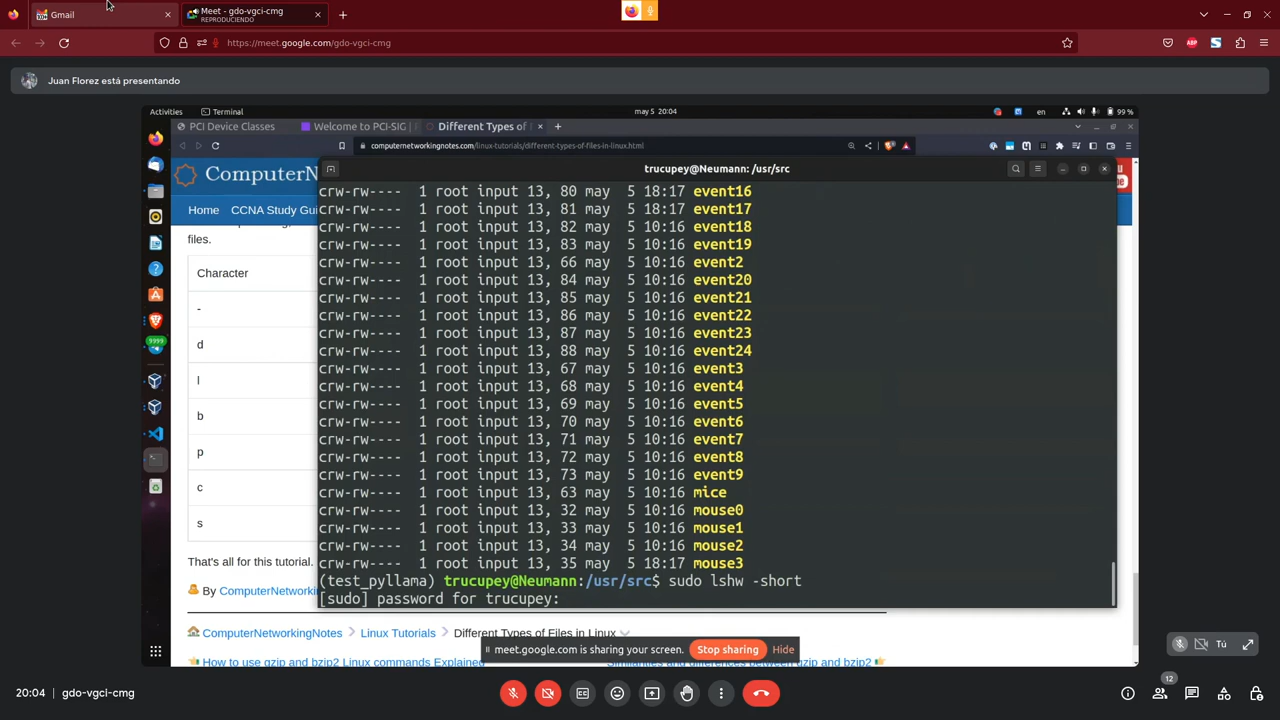 Gmail
Meet - gdo-vgci-cmg
REPRODUCIENDO
https://meet.google.com/gdo-vgci-cmg
ABP
Juan Florez está presentando
Activities
Terminal
may 5 20:04
en
99 %
PCI Device Classes
Welcome to PCI-SIG
Different Types of
computernetworkingnotes.com/linux-tutorials/different-types-of-files-in-linux.html
ComputerN
trucupey@Neumann: /usr/src
Home
CCNA Study Gui
files.
Character
-
d
l
b
p
c
s
crw-rw---- 1 root input 13, 80 may 5 18:17 event16
crw-rw---- 1 root input 13, 81 may 5 18:17 event17
crw-rw---- 1 root input 13, 82 may 5 10:16 event18
crw-rw---- 1 root input 13, 83 may 5 10:16 event19
crw-rw---- 1 root input 13, 66 may 5 10:16 event2
crw-rw---- 1 root input 13, 84 may 5 10:16 event20
crw-rw---- 1 root input 13, 85 may 5 10:16 event21
crw-rw---- 1 root input 13, 86 may 5 10:16 event22
crw-rw---- 1 root input 13, 87 may 5 10:16 event23
crw-rw---- 1 root input 13, 88 may 5 10:16 event24
crw-rw---- 1 root input 13, 67 may 5 10:16 event3
crw-rw---- 1 root input 13, 68 may 5 10:16 event4
crw-rw---- 1 root input 13, 69 may 5 10:16 event5
crw-rw---- 1 root input 13, 70 may 5 10:16 event6
crw-rw---- 1 root input 13, 71 may 5 10:16 event7
crw-rw---- 1 root input 13, 72 may 5 10:16 event8
crw-rw---- 1 root input 13, 73 may 5 10:16 event9
crw-rw---- 1 root input 13, 63 may 5 10:16 mice
crw-rw---- 1 root input 13, 32 may 5 10:16 mouse0
crw-rw---- 1 root input 13, 33 may 5 10:16 mouse1
crw-rw---- 1 root input 13, 34 may 5 10:16 mouse2
crw-rw---- 1 root input 13, 35 may 5 18:17 mouse3
(test_pyllama) trucupey@Neumann:/usr/src$ sudo lshw -short
[sudo] password for trucupey:
That's all for this tutorial.
By ComputerNetworki
ComputerNetworkingNotes
Linux Tutorials
Different Types of Files in Linux
meet.google.com is sharing your screen.
Stop sharing
Hide
How to use gzip and bzip2 Linux commands Explained
Similarities and differences between gzip and bzip2
9999
Tú
20:04
gdo-vgci-cmg
12